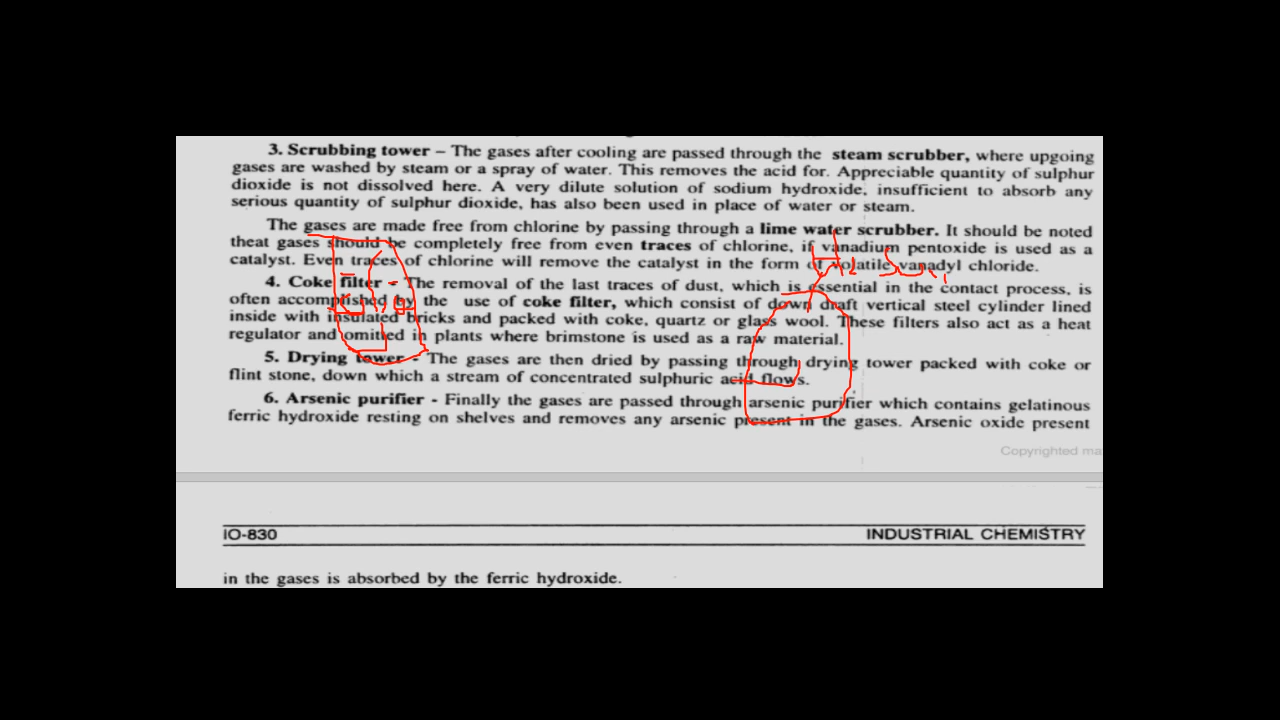 3. Scrubbing tower – The gases after cooling are passed through the steam scrubber, where upgoing
gases are washed by steam or a spray of water. This removes the acid for. Appreciable quantity of sulphur
dioxide is not dissolved here. A very dilute solution of sodium hydroxide, insufficient to absorb any
serious quantity of sulphur dioxide, has also been used in place of water or steam.
The gases are made free from chlorine by passing through a lime water scrubber. It should be noted
theat gases should be completely free from even traces of chlorine, if vanadium pentoxide is used as a
catalyst. Even traces of chlorine will remove the catalyst in the form of volatile vanadyl chloride.
4. Coke filter - The removal of the last traces of dust, which is essential in the contact process, is
often accomplished by the use of coke filter, which consist of down draft vertical steel cylinder lined
inside with insulated bricks and packed with coke, quartz or glass wool. These filters also act as a heat
regulator and omitted in plants where brimstone is used as a raw material.
5. Drying tower - The gases are then dried by passing through drying tower packed with coke or
flint stone, down which a stream of concentrated sulphuric acid flows.
6. Arsenic purifier - Finally the gases are passed through arsenic purifier which contains gelatinous
ferric hydroxide resting on shelves and removes any arsenic present in the gases. Arsenic oxide present
Copyrighted ma
IO-830 INDUSTRIAL CHEMISTRY
in the gases is absorbed by the ferric hydroxide.